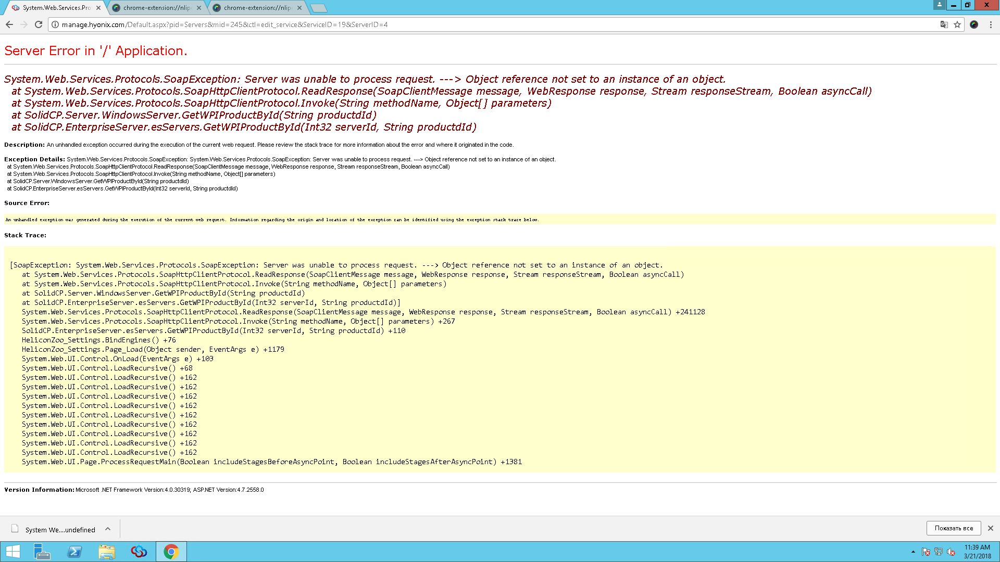 System.Web.Services.Pro
chrome-extension://nlip
chrome-extension://nlip
manage.hyonix.com/Default.aspx?pid=Servers&mid=245&ctl=edit_service&ServiceID=19&ServerID=4
Server Error in '/' Application.
System.Web.Services.Protocols.SoapException: Server was unable to process request. ---> Object reference not set to an instance of an object.
at System.Web.Services.Protocols.SoapHttpClientProtocol.ReadResponse(SoapClientMessage message, WebResponse response, Stream responseStream, Boolean asyncCall)
at System.Web.Services.Protocols.SoapHttpClientProtocol.Invoke(String methodName, Object[] parameters)
at SolidCP.Server.WindowsServer.GetWPIProductById(String productdId)
at SolidCP.EnterpriseServer.esServers.GetWPIProductById(Int32 serverId, String productdId)
Description: An unhandled exception occurred during the execution of the current web request. Please review the stack trace for more information about the error and where it originated in the code.
Exception Details: System.Web.Services.Protocols.SoapException: System.Web.Services.Protocols.SoapException: Server was unable to process request. ---> Object reference not set to an instance of an object.
at System.Web.Services.Protocols.SoapHttpClientProtocol.ReadResponse(SoapClientMessage message, WebResponse response, Stream responseStream, Boolean asyncCall)
at System.Web.Services.Protocols.SoapHttpClientProtocol.Invoke(String methodName, Object[] parameters)
at SolidCP.Server.WindowsServer.GetWPIProductById(String productdId)
at SolidCP.EnterpriseServer.esServers.GetWPIProductById(Int32 serverId, String productdId)
Source Error:
An unhandled exception was generated during the execution of the current web request. Information regarding the origin and location of the exception can be identified using the exception stack trace below.
Stack Trace:
[SoapException: System.Web.Services.Protocols.SoapException: Server was unable to process request. ---> Object reference not set to an instance of an object.
at System.Web.Services.Protocols.SoapHttpClientProtocol.ReadResponse(SoapClientMessage message, WebResponse response, Stream responseStream, Boolean asyncCall)
at System.Web.Services.Protocols.SoapHttpClientProtocol.Invoke(String methodName, Object[] parameters)
at SolidCP.Server.WindowsServer.GetWPIProductById(String productdId)
at SolidCP.EnterpriseServer.esServers.GetWPIProductById(Int32 serverId, String productdId)]
System.Web.Services.Protocols.SoapHttpClientProtocol.ReadResponse(SoapClientMessage message, WebResponse response, Stream responseStream, Boolean asyncCall) +241128
System.Web.Services.Protocols.SoapHttpClientProtocol.Invoke(String methodName, Object[] parameters) +267
SolidCP.EnterpriseServer.esServers.GetWPIProductById(Int32 serverId, String productdId) +110
HeliconZoo_Settings.BindEngines() +76
HeliconZoo_Settings.Page_Load(Object sender, EventArgs e) +1179
System.Web.UI.Control.OnLoad(EventArgs e) +103
System.Web.UI.Control.LoadRecursive() +68
System.Web.UI.Control.LoadRecursive() +162
System.Web.UI.Control.LoadRecursive() +162
System.Web.UI.Control.LoadRecursive() +162
System.Web.UI.Control.LoadRecursive() +162
System.Web.UI.Control.LoadRecursive() +162
System.Web.UI.Control.LoadRecursive() +162
System.Web.UI.Control.LoadRecursive() +162
System.Web.UI.Control.LoadRecursive() +162
System.Web.UI.Control.LoadRecursive() +162
System.Web.UI.Page.ProcessRequestMain(Boolean includeStagesBeforeAsyncPoint, Boolean includeStagesAfterAsyncPoint) +1381
Version Information: Microsoft .NET Framework Version:4.0.30319; ASP.NET Version:4.7.2558.0
System We....undefined
Показать все
11:39 AM
3/21/2018